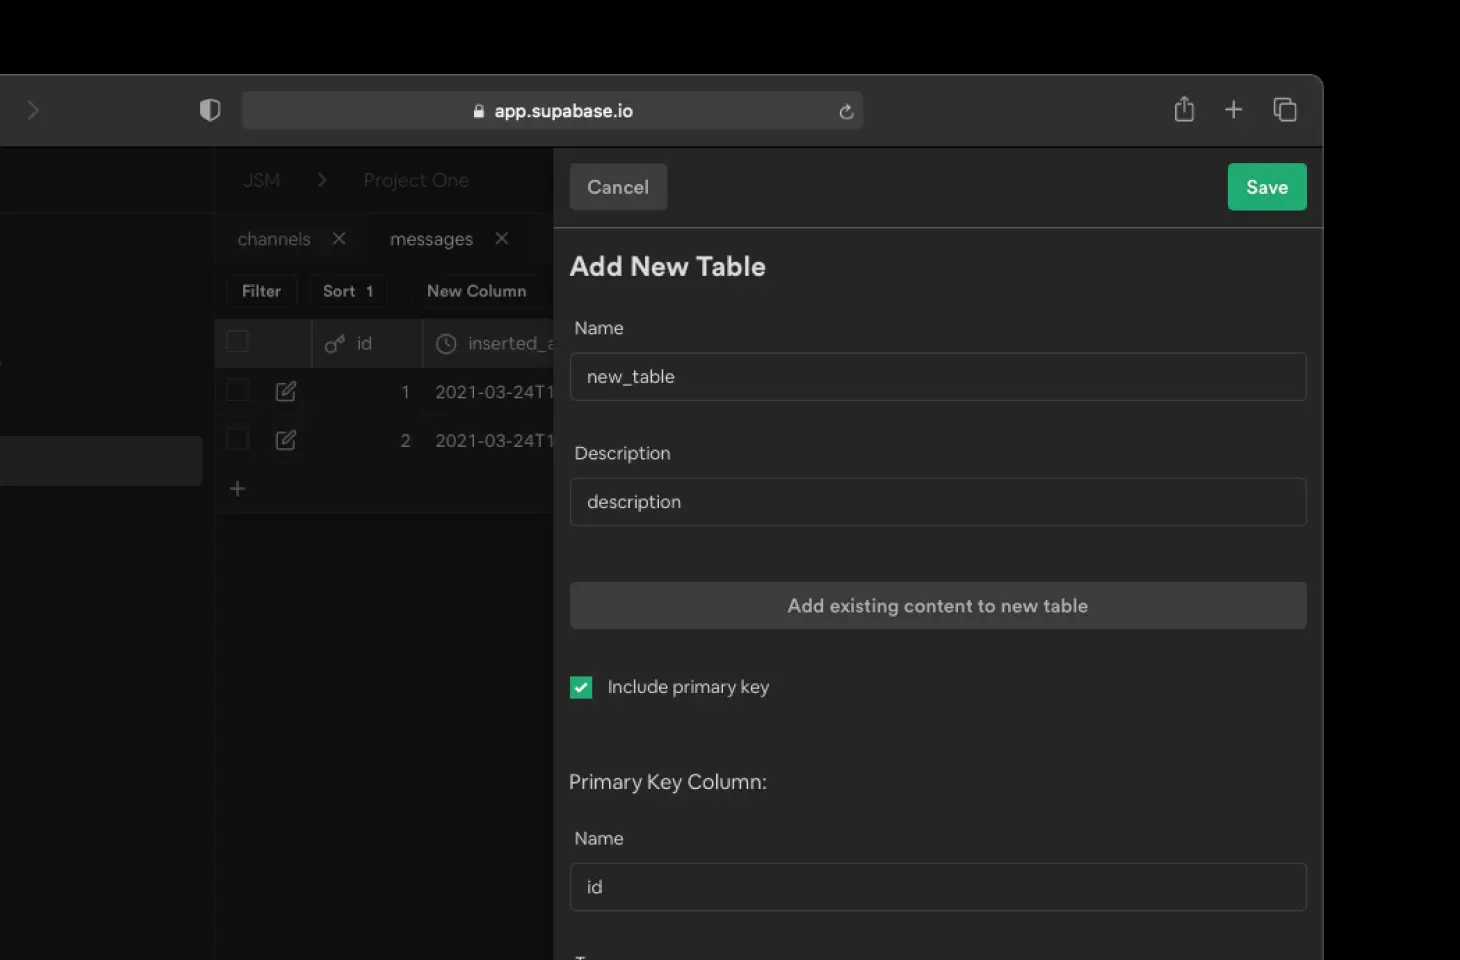 app.supabase.io
JSM
Project One
Cancel
Save
channels
messages
Add New Table
Filter
Sort 1
New Column
Name
id
inserted_a
new_table
1
2021-03-24T1
2
2021-03-24T1
Description
description
Add existing content to new table
Include primary key
Primary Key Column:
Name
id